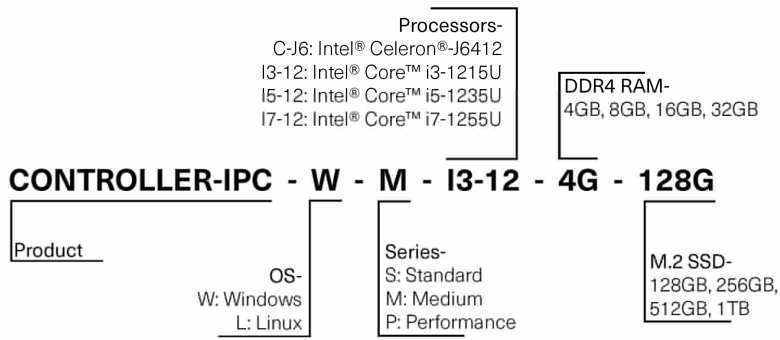 Processors-
C-J6: Intel® Celeron®-J6412
I3-12: Intel® Core™ i3-1215U
I5-12: Intel® Core™ i5-1235U
I7-12: Intel® Core™ i7-1255U
DDR4 RAM-
4GB, 8GB, 16GB, 32GB
CONTROLLER-IPC - W - M - I3-12 - 4G - 128G
Product
OS-
W: Windows
L: Linux
Series-
S: Standard
M: Medium
P: Performance
M.2 SSD-
128GB, 256GB,
512GB, 1TB